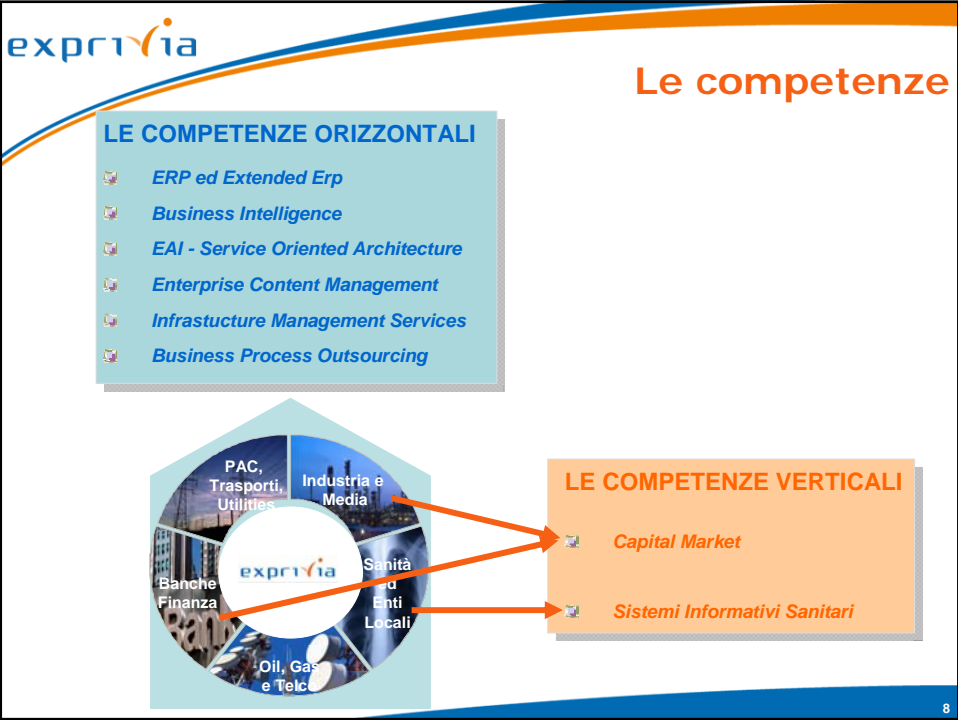 exprivia
Le competenze
LE COMPETENZE ORIZZONTALI
ERP ed Extended Erp
Business Intelligence
EAI - Service Oriented Architecture
Enterprise Content Management
Infrastucture Management Services
Business Process Outsourcing
PAC,
Trasporti,
Utilities
Industria e
Media
exprivia
Banche
Finanza
Bank
Sanità
ed
Enti
Locali
Oil, Gas
e Telco
LE COMPETENZE VERTICALI
Capital Market
Sistemi Informativi Sanitari
8